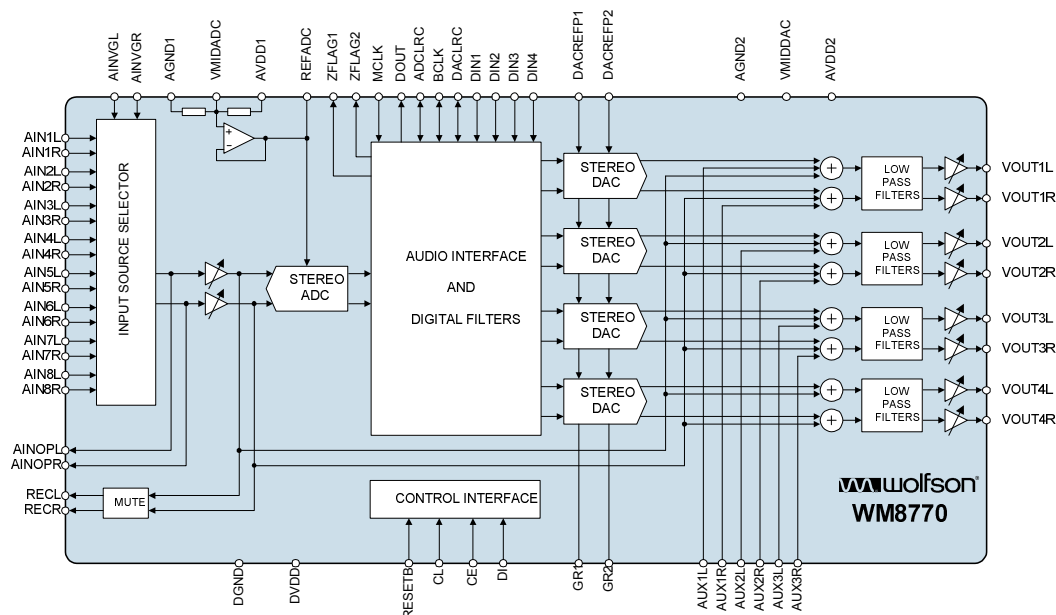 AINVGL
AINVGR
AGND1
VMIDADC
AVDD1
REFADC
ZFLAG1
ZFLAG2
MCLK
DOUT
ADCLRC
BCLK
DACLRC
DIN1
DIN2
DIN3
DIN4
DACREFP1
DACREFP2
AGND2
VMIDDAC
AVDD2
AIN1L
AIN1R
AIN2L
AIN2R
AIN3L
AIN3R
AIN4L
AIN4R
AIN5L
AIN5R
AIN6L
AIN6R
AIN7L
AIN7R
AIN8L
AIN8R
AINOPL
AINOPR
RECL
RECR
INPUT SOURCE SELECTOR
+
−
STEREO
ADC
MUTE
AUDIO INTERFACE
AND
DIGITAL FILTERS
CONTROL INTERFACE
STEREO
DAC
STEREO
DAC
STEREO
DAC
STEREO
DAC
+
+
+
+
+
+
+
+
LOW
PASS
FILTERS
LOW
PASS
FILTERS
LOW
PASS
FILTERS
LOW
PASS
FILTERS
VOUT1L
VOUT1R
VOUT2L
VOUT2R
VOUT3L
VOUT3R
VOUT4L
VOUT4R
wolfson®
WM8770
DGND
DVDD
RESETB
CL
CE
DI
GR1
GR2
AUX1L
AUX1R
AUX2L
AUX2R
AUX3L
AUX3R